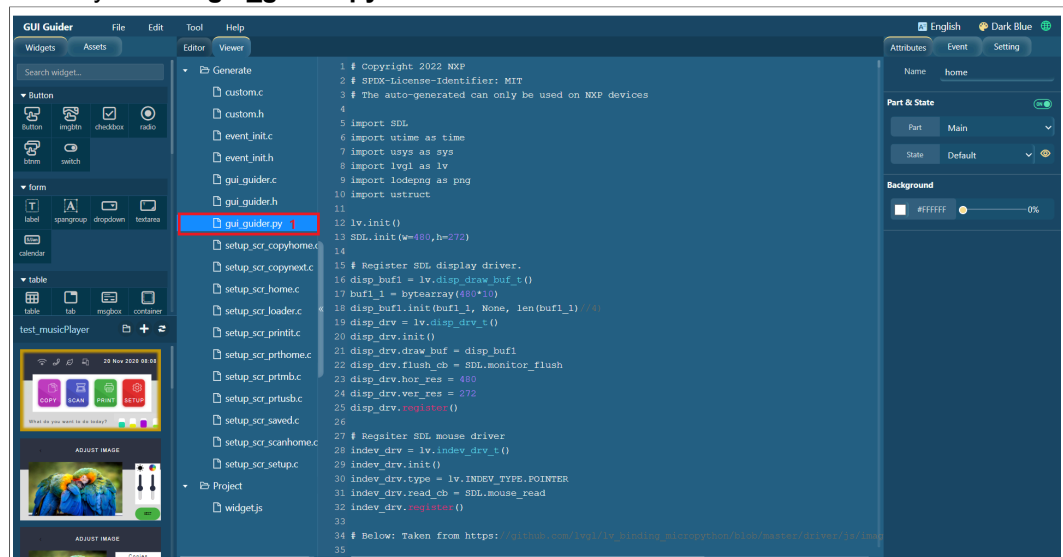 GUI Guider File Edit Tool Help English Dark Blue
Widgets Assets Editor Viewer Attributes Event Setting
Search widget...
Button
Button imgbtn checkbox radio
btnm switch
form
label spangroup dropdown textarea
calendar
table
table tab msgbox container
test_musicPlayer
20 Nov 2020 08:08
COPY SCAN PRINT SETUP
What do you want to do today?
ADJUST IMAGE
ADJUST IMAGE
Generate
custom.c
custom.h
event_init.c
event_init.h
gui_guider.c
gui_guider.h
gui_guider.py 1
setup_scr_copyhome.c
setup_scr_copynext.c
setup_scr_home.c
setup_scr_loader.c
setup_scr_printit.c
setup_scr_prthome.c
setup_scr_prtmb.c
setup_scr_prtusb.c
setup_scr_saved.c
setup_scr_scanhome.c
setup_scr_setup.c
Project
widget.js
1 # Copyright 2022 NXP
2 # SPDX-License-Identifier: MIT
3 # The auto-generated can only be used on NXP devices
4
5 import SDL
6 import utime as time
7 import usys as sys
8 import lvgl as lv
9 import lodepng as png
10 import ustruct
11
12 lv.init()
13 SDL.init(w=480,h=272)
14
15 # Register SDL display driver.
16 disp_buf1 = lv.disp_draw_buf_t()
17 buf1_1 = bytearray(480*10)
18 disp_buf1.init(buf1_1, None, len(buf1_1)//4)
19 disp_drv = lv.disp_drv_t()
20 disp_drv.init()
21 disp_drv.draw_buf = disp_buf1
22 disp_drv.flush_cb = SDL.monitor_flush
23 disp_drv.hor_res = 480
24 disp_drv.ver_res = 272
25 disp_drv.register()
26
27 # Regsiter SDL mouse driver
28 indev_drv = lv.indev_drv_t()
29 indev_drv.init()
30 indev_drv.type = lv.INDEV_TYPE.POINTER
31 indev_drv.read_cb = SDL.mouse_read
32 indev_drv.register()
33
34 # Below: Taken from https://github.com/lvgl/lv_binding_micropython/blob/master/driver/js/imag
35
Name home
Part & State ON
Part Main
State Default
Background
#FFFFFF 0%